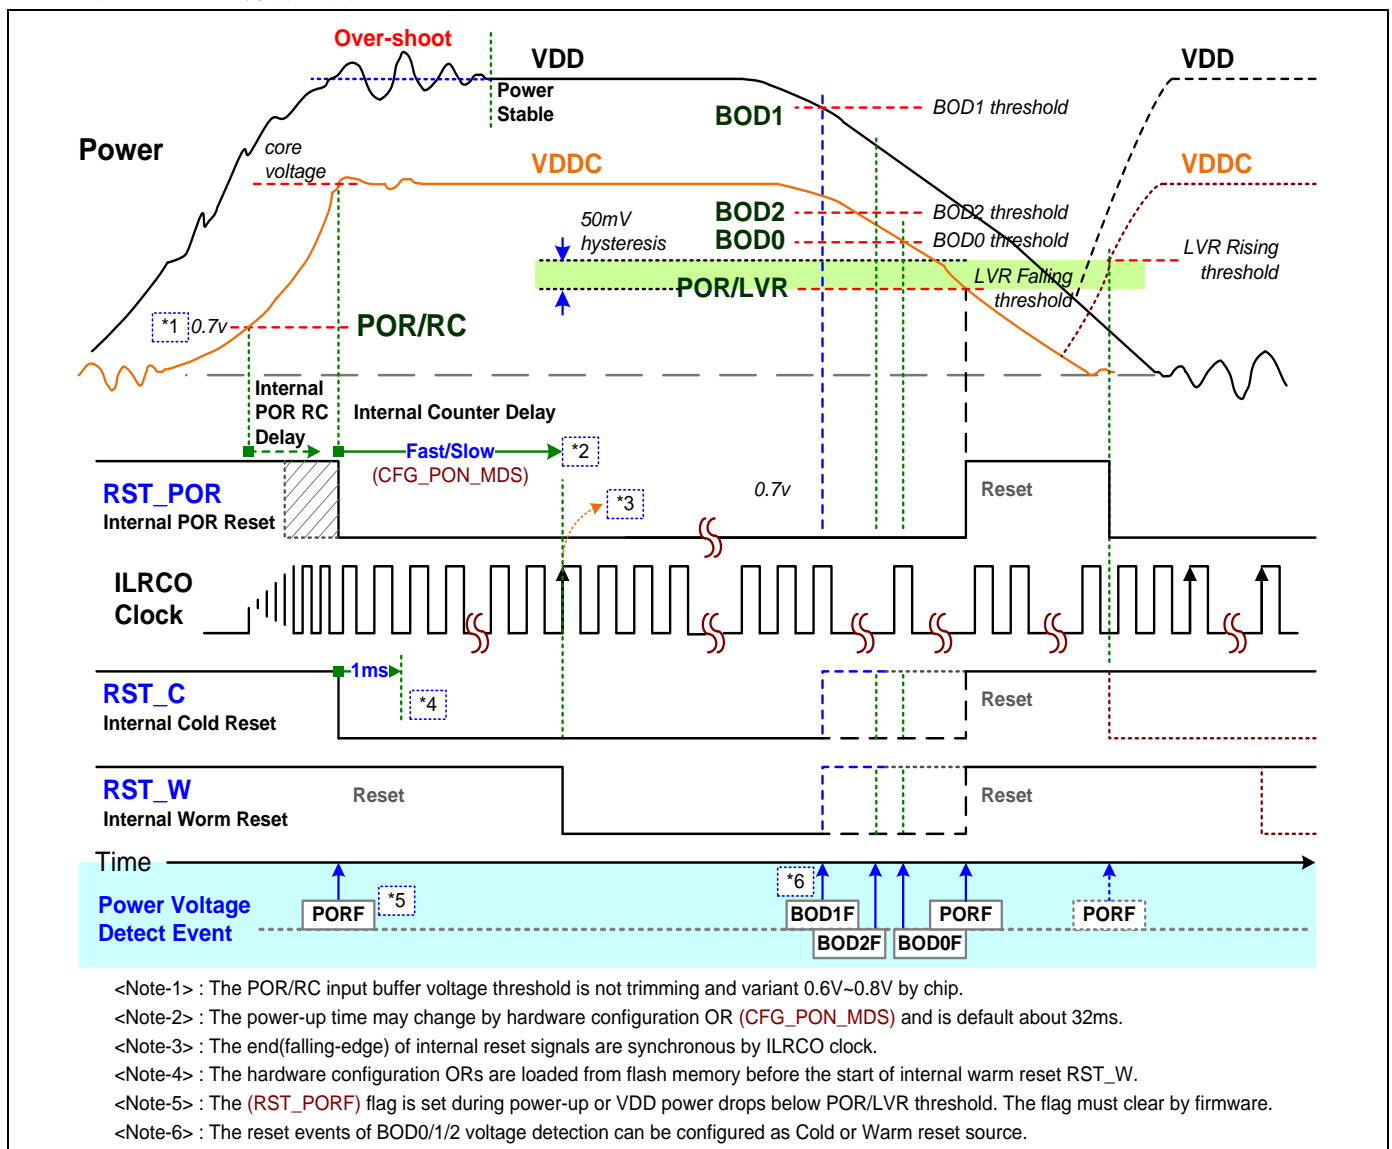 Over-shoot
VDD
VDD
Power
Stable
BOD1
BOD1 threshold
Power
core
voltage
VDDC
VDDC
50mV
hysteresis
BOD2
BOD2 threshold
BOD0
BOD0 threshold
LVR Rising
threshold
POR/LVR
LVR Falling
threshold
*1
0.7v
POR/RC
Internal
POR RC
Delay
Internal Counter Delay
Fast/Slow
*2
(CFG_PON_MDS)
RST_POR
Internal POR Reset
*3
0.7v
Reset
ILRCO
Clock
1ms
RST_C
Internal Cold Reset
*4
Reset
RST_W
Internal Worm Reset
Reset
Reset
Time
Power Voltage
Detect Event
PORF
*5
*6
BOD1F
BOD2F
BOD0F
PORF
PORF
<Note-1> : The POR/RC input buffer voltage threshold is not trimming and variant 0.6V~0.8V by chip.
<Note-2> : The power-up time may change by hardware configuration OR (CFG_PON_MDS) and is default about 32ms.
<Note-3> : The end(falling-edge) of internal reset signals are synchronous by ILRCO clock.
<Note-4> : The hardware configuration ORs are loaded from flash memory before the start of internal warm reset RST_W.
<Note-5> : The (RST_PORF) flag is set during power-up or VDD power drops below POR/LVR threshold. The flag must clear by firmware.
<Note-6> : The reset events of BOD0/1/2 voltage detection can be configured as Cold or Warm reset source.